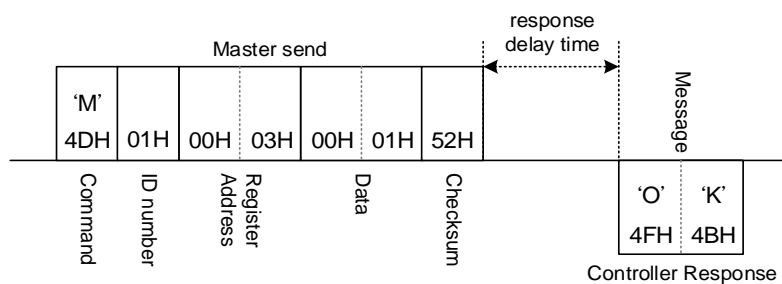 response
delay time
Master send
Message
‘M’
4DH 01H 00H 03H 00H 01H 52H
Command
ID number
Register
Address
Data
Checksum
‘O’ ‘K’
4FH 4BH
Controller Response